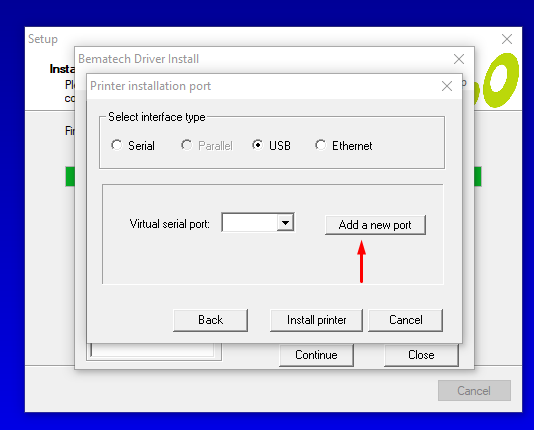 Setup
Bematech Driver Install
Insta
Printer installation port
Pl
co
Select interface type
Serial
Parallel
USB
Ethernet
Fi
Virtual serial port:
Add a new port
Back
Install printer
Cancel
Continue
Close
Cancel